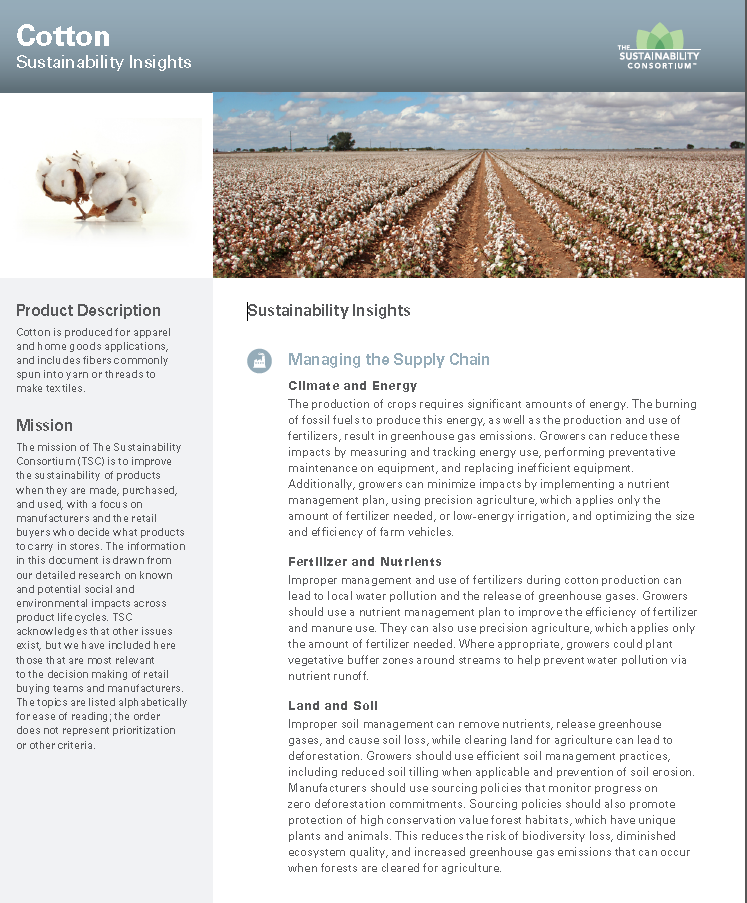 Cotton
Sustainability Insights
THE
SUSTAINABILITY
CONSORTIUM™
Product Description
Cotton is produced for apparel
and home goods applications,
and includes fibers commonly
spun into yarn or threads to
make textiles.
Mission
The mission of The Sustainability
Consortium (TSC) is to improve
the sustainability of products
when they are made, purchased,
and used, with a focus on
manufacturers and the retail
buyers who decide what products
to carry in stores. The information
in this document is drawn from
our detailed research on known
and potential social and
environmental impacts across
product life cycles. TSC
acknowledges that other issues
exist, but we have included here
those that are most relevant
to the decision making of retail
buying teams and manufacturers.
The topics are listed alphabetically
for ease of reading; the order
does not represent prioritization
or other criteria.
Sustainability Insights
Managing the Supply Chain
Climate and Energy
The production of crops requires significant amounts of energy. The burning
of fossil fuels to produce this energy, as well as the production and use of
fertilizers, result in greenhouse gas emissions. Growers can reduce these
impacts by measuring and tracking energy use, performing preventative
maintenance on equipment, and replacing inefficient equipment.
Additionally, growers can minimize impacts by implementing a nutrient
management plan, using precision agriculture, which applies only the
amount of fertilizer needed, or low-energy irrigation, and optimizing the size
and efficiency of farm vehicles.
Fertilizer and Nutrients
Improper management and use of fertilizers during cotton production can
lead to local water pollution and the release of greenhouse gases. Growers
should use a nutrient management plan to improve the efficiency of fertilizer
and manure use. They can also use precision agriculture, which applies only
the amount of fertilizer needed. Where appropriate, growers could plant
vegetative buffer zones around streams to help prevent water pollution via
nutrient runoff.
Land and Soil
Improper soil management can remove nutrients, release greenhouse
gases, and cause soil loss, while clearing land for agriculture can lead to
deforestation. Growers should use efficient soil management practices,
including reduced soil tilling when applicable and prevention of soil erosion.
Manufacturers should use sourcing policies that monitor progress on
zero deforestation commitments. Sourcing policies should also promote
protection of high conservation value forest habitats, which have unique
plants and animals. This reduces the risk of biodiversity loss, diminished
ecosystem quality, and increased greenhouse gas emissions that can occur
when forests are cleared for agriculture.